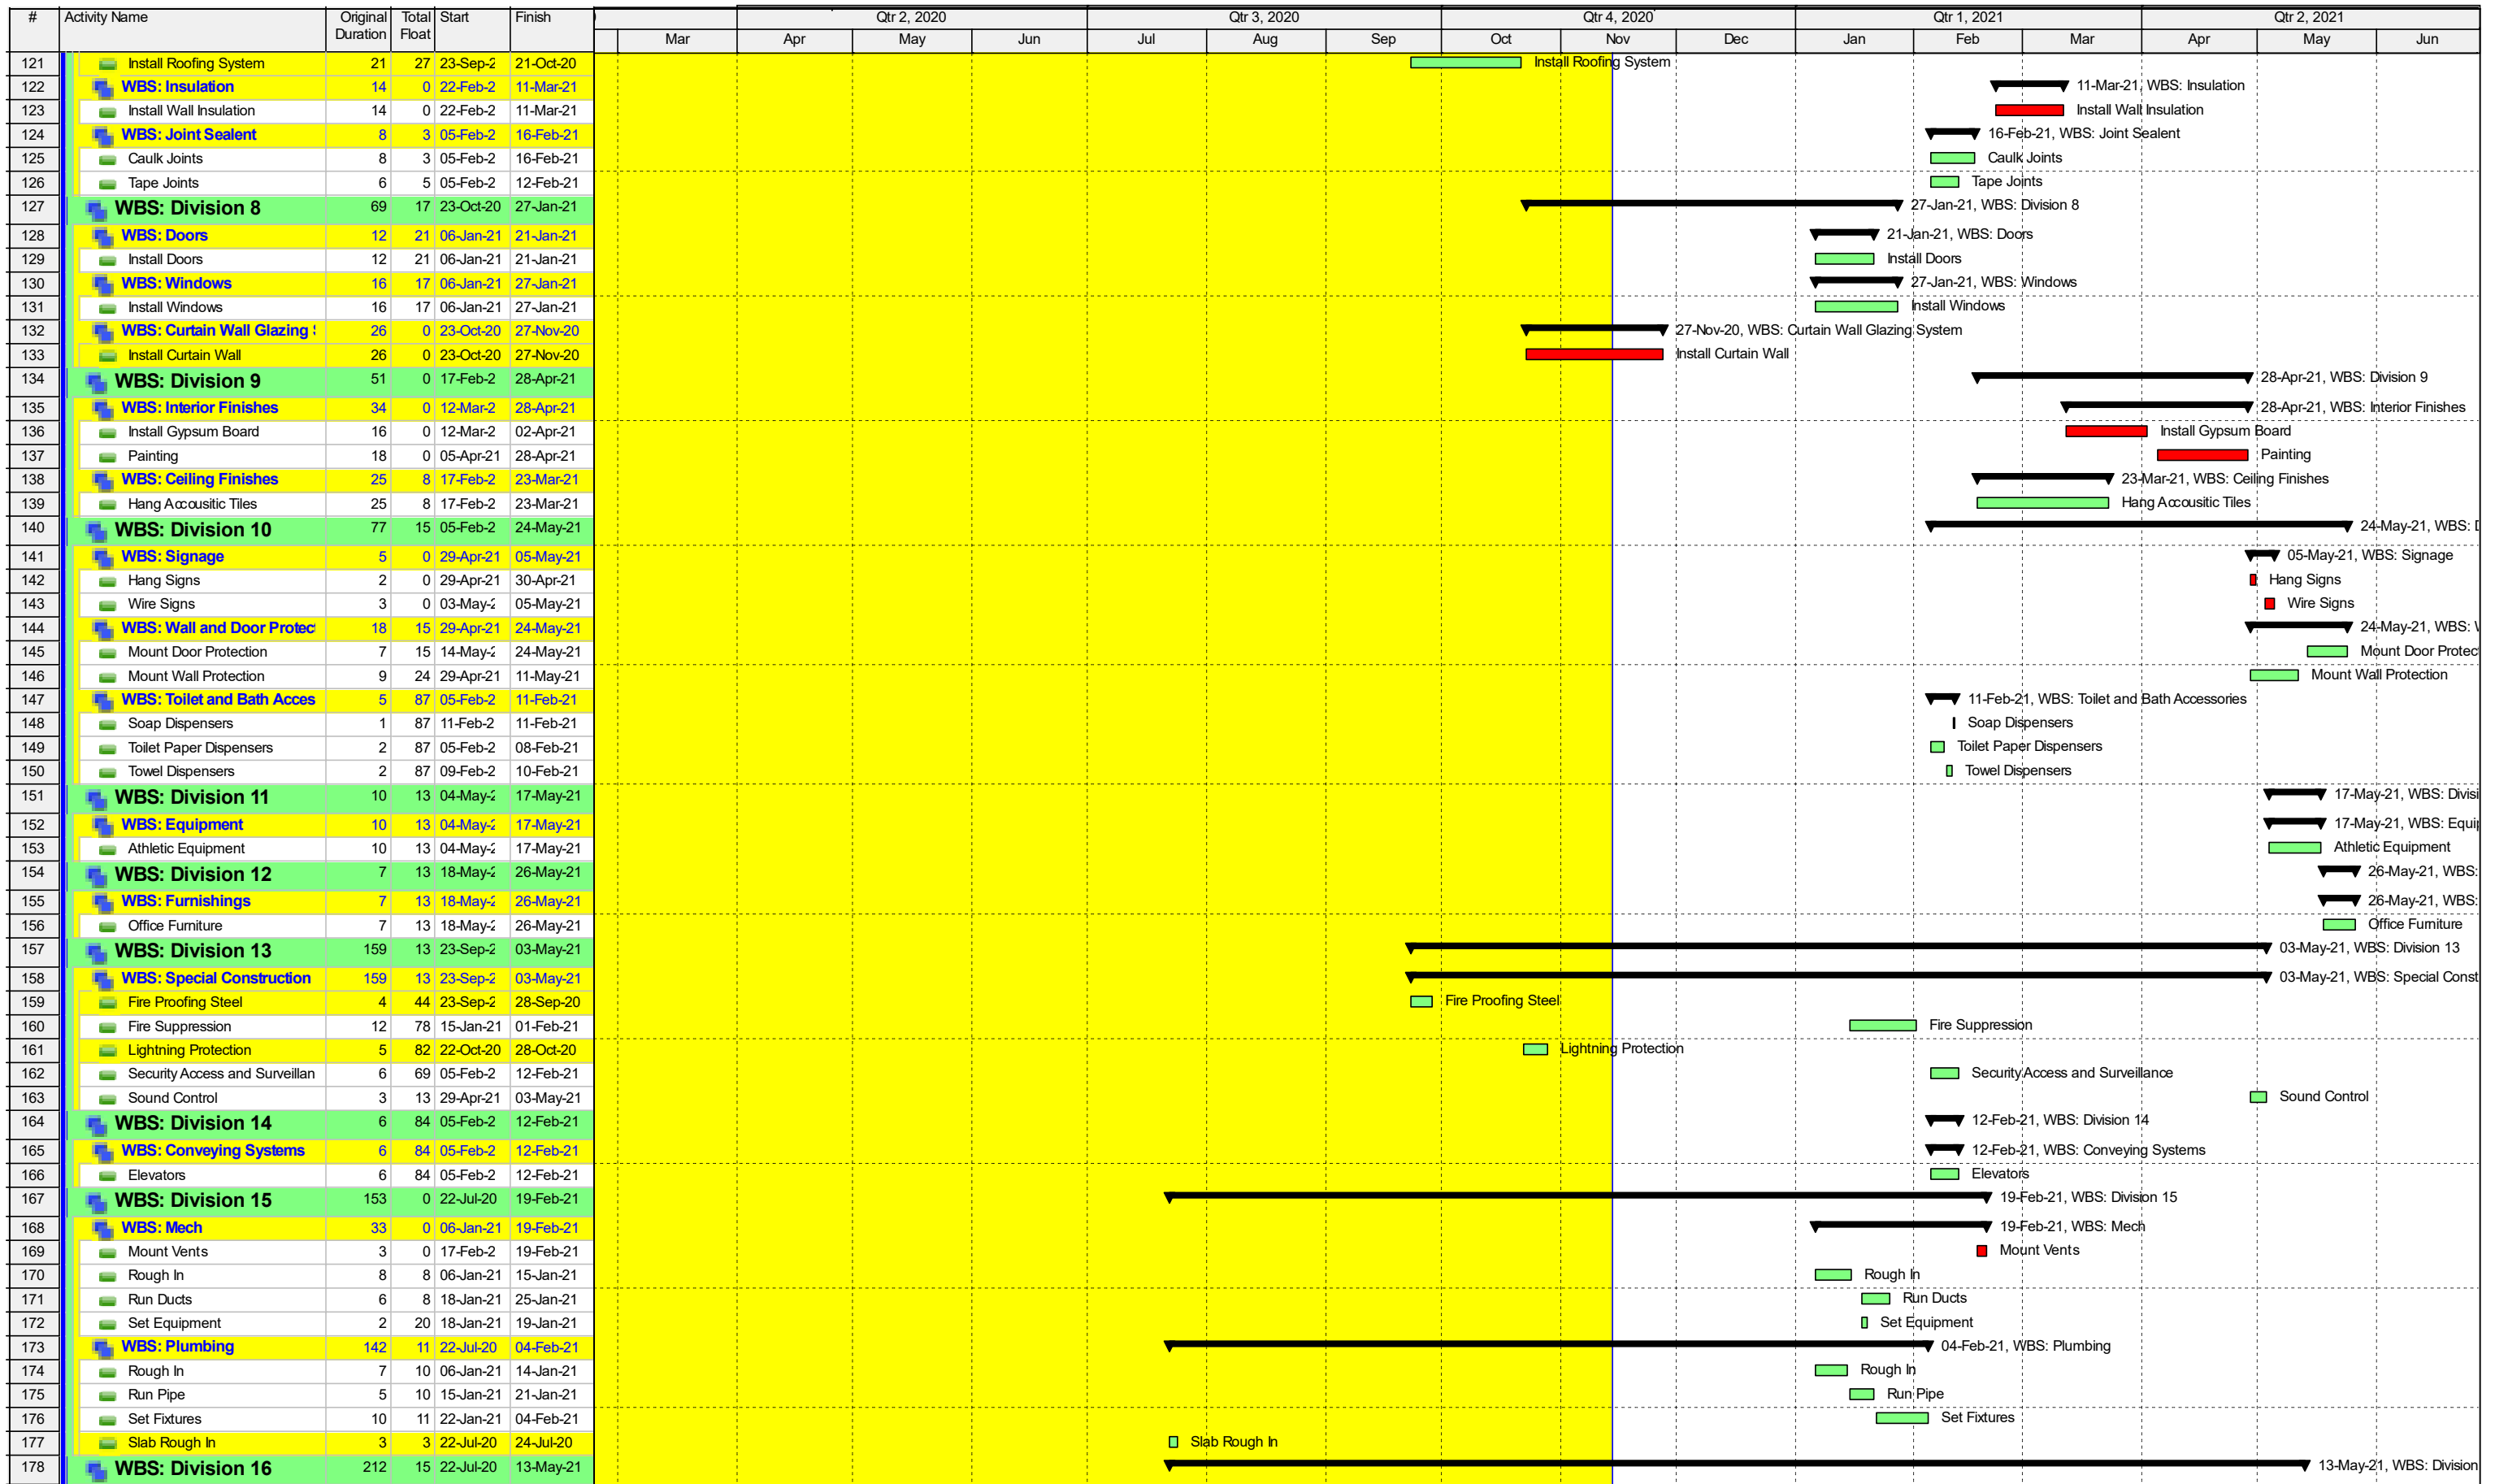 # Activity Name Original Duration Total Float Start Finish
Qtr 2, 2020 Qtr 3, 2020 Qtr 4, 2020 Qtr 1, 2021 Qtr 2, 2021
Mar Apr May Jun Jul Aug Sep Oct Nov Dec Jan Feb Mar Apr May Jun
121 Install Roofing System 21 27 23-Sep-2 21-Oct-20 Install Roofing System
122 WBS: Insulation 14 0 22-Feb-2 11-Mar-21 11-Mar-21, WBS: Insulation
123 Install Wall Insulation 14 0 22-Feb-2 11-Mar-21 Install Wall Insulation
124 WBS: Joint Sealent 8 3 05-Feb-2 16-Feb-21 16-Feb-21, WBS: Joint Sealent
125 Caulk Joints 8 3 05-Feb-2 16-Feb-21 Caulk Joints
126 Tape Joints 6 5 05-Feb-2 12-Feb-21 Tape Joints
127 WBS: Division 8 69 17 23-Oct-20 27-Jan-21 27-Jan-21, WBS: Division 8
128 WBS: Doors 12 21 06-Jan-21 21-Jan-21 21-Jan-21, WBS: Doors
129 Install Doors 12 21 06-Jan-21 21-Jan-21 Install Doors
130 WBS: Windows 16 17 06-Jan-21 27-Jan-21 27-Jan-21, WBS: Windows
131 Install Windows 16 17 06-Jan-21 27-Jan-21 Install Windows
132 WBS: Curtain Wall Glazing 26 0 23-Oct-20 27-Nov-20 27-Nov-20, WBS: Curtain Wall Glazing System
133 Install Curtain Wall 26 0 23-Oct-20 27-Nov-20 Install Curtain Wall
134 WBS: Division 9 51 0 17-Feb-2 28-Apr-21 28-Apr-21, WBS: Division 9
135 WBS: Interior Finishes 34 0 12-Mar-2 28-Apr-21 28-Apr-21, WBS: Interior Finishes
136 Install Gypsum Board 16 0 12-Mar-2 02-Apr-21 Install Gypsum Board
137 Painting 18 0 05-Apr-21 28-Apr-21 Painting
138 WBS: Ceiling Finishes 25 8 17-Feb-2 23-Mar-21 23-Mar-21, WBS: Ceiling Finishes
139 Hang Accousitic Tiles 25 8 17-Feb-2 23-Mar-21 Hang Accousitic Tiles
140 WBS: Division 10 77 15 05-Feb-2 24-May-21 24-May-21, WBS: D
141 WBS: Signage 5 0 29-Apr-21 05-May-21 05-May-21, WBS: Signage
142 Hang Signs 2 0 29-Apr-21 30-Apr-21 Hang Signs
143 Wire Signs 3 0 03-May-2 05-May-21 Wire Signs
144 WBS: Wall and Door Protec 18 15 29-Apr-21 24-May-21 24-May-21, WBS: W
145 Mount Door Protection 7 15 14-May-2 24-May-21 Mount Door Protec
146 Mount Wall Protection 9 24 29-Apr-21 11-May-21 Mount Wall Protection
147 WBS: Toilet and Bath Acces 5 87 05-Feb-2 11-Feb-21 11-Feb-21, WBS: Toilet and Bath Accessories
148 Soap Dispensers 1 87 11-Feb-2 11-Feb-21 Soap Dispensers
149 Toilet Paper Dispensers 2 87 05-Feb-2 08-Feb-21 Toilet Paper Dispensers
150 Towel Dispensers 2 87 09-Feb-2 10-Feb-21 Towel Dispensers
151 WBS: Division 11 10 13 04-May-2 17-May-21 17-May-21, WBS: Divisi
152 WBS: Equipment 10 13 04-May-2 17-May-21 17-May-21, WBS: Equip
153 Athletic Equipment 10 13 04-May-2 17-May-21 Athletic Equipment
154 WBS: Division 12 7 13 18-May-2 26-May-21 26-May-21, WBS:
155 WBS: Furnishings 7 13 18-May-2 26-May-21 26-May-21, WBS:
156 Office Furniture 7 13 18-May-2 26-May-21 Office Furniture
157 WBS: Division 13 159 13 23-Sep-2 03-May-21 03-May-21, WBS: Division 13
158 WBS: Special Construction 159 13 23-Sep-2 03-May-21 03-May-21, WBS: Special Const
159 Fire Proofing Steel 4 44 23-Sep-2 28-Sep-20 Fire Proofing Steel
160 Fire Suppression 12 78 15-Jan-21 01-Feb-21 Fire Suppression
161 Lightning Protection 5 82 22-Oct-20 28-Oct-20 Lightning Protection
162 Security Access and Surveillan 6 69 05-Feb-2 12-Feb-21 Security Access and Surveillance
163 Sound Control 3 13 29-Apr-21 03-May-21 Sound Control
164 WBS: Division 14 6 84 05-Feb-2 12-Feb-21 12-Feb-21, WBS: Division 14
165 WBS: Conveying Systems 6 84 05-Feb-2 12-Feb-21 12-Feb-21, WBS: Conveying Systems
166 Elevators 6 84 05-Feb-2 12-Feb-21 Elevators
167 WBS: Division 15 153 0 22-Jul-20 19-Feb-21 19-Feb-21, WBS: Division 15
168 WBS: Mech 33 0 06-Jan-21 19-Feb-21 19-Feb-21, WBS: Mech
169 Mount Vents 3 0 17-Feb-2 19-Feb-21 Mount Vents
170 Rough In 8 8 06-Jan-21 15-Jan-21 Rough In
171 Run Ducts 6 8 18-Jan-21 25-Jan-21 Run Ducts
172 Set Equipment 2 20 18-Jan-21 19-Jan-21 Set Equipment
173 WBS: Plumbing 142 11 22-Jul-20 04-Feb-21 04-Feb-21, WBS: Plumbing
174 Rough In 7 10 06-Jan-21 14-Jan-21 Rough In
175 Run Pipe 5 10 15-Jan-21 21-Jan-21 Run Pipe
176 Set Fixtures 10 11 22-Jan-21 04-Feb-21 Set Fixtures
177 Slab Rough In 3 3 22-Jul-20 24-Jul-20 Slab Rough In
178 WBS: Division 16 212 15 22-Jul-20 13-May-21 13-May-21, WBS: Division